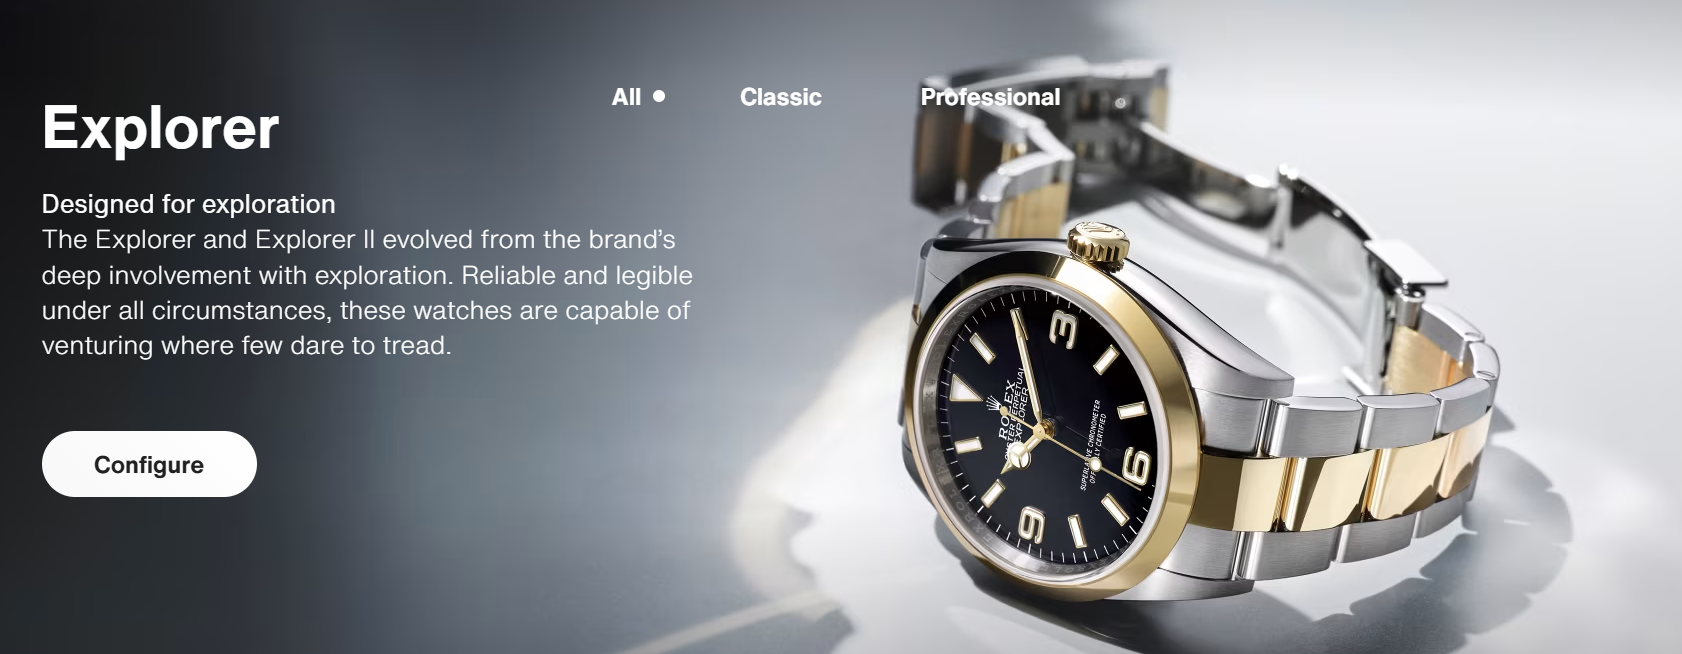 All
Classic
Professional
Explorer
Designed for exploration
The Explorer and Explorer II evolved from the brand’s
deep involvement with exploration. Reliable and legible
under all circumstances, these watches are capable of
venturing where few dare to tread.
Configure
3
6
9
ROLEX
OYSTER PERPETUAL
EXPLORER
SUPERLATIVE CHRONOMETER
OFFICIALLY CERTIFIED